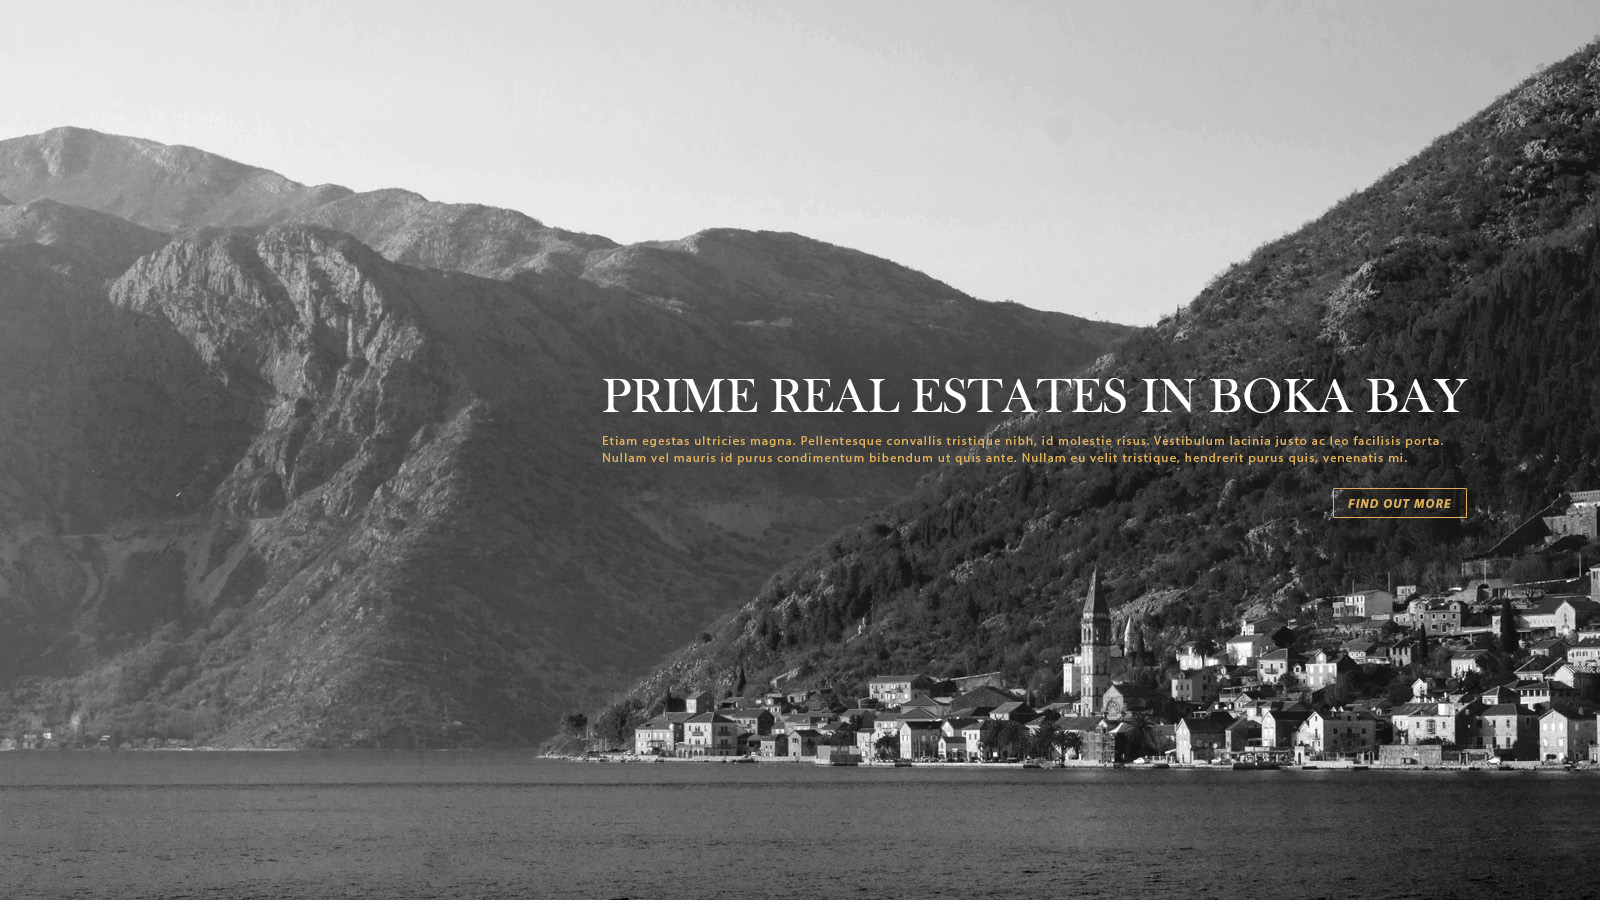 PRIME REAL ESTATES IN BOKA BAY
Etiam egestas ultricies magna. Pellentesque convallis tristique nibh, id molestie risus. Vestibulum lacinia justo ac leo facilisis porta.
Nullam vel mauris id purus condimentum bibendum ut quis ante. Nullam eu velit tristique, hendrerit purus quis, venenatis mi.
FIND OUT MORE